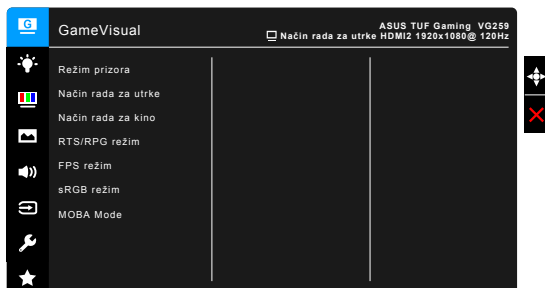 G
GameVisual
ASUS TUF Gaming VG259
Način rada za utrke HDMI2 1920x1080@ 120Hz
Režim prizora
Način rada za utrke
Način rada za kino
RTS/RPG režim
FPS režim
sRGB režim
MOBA Mode